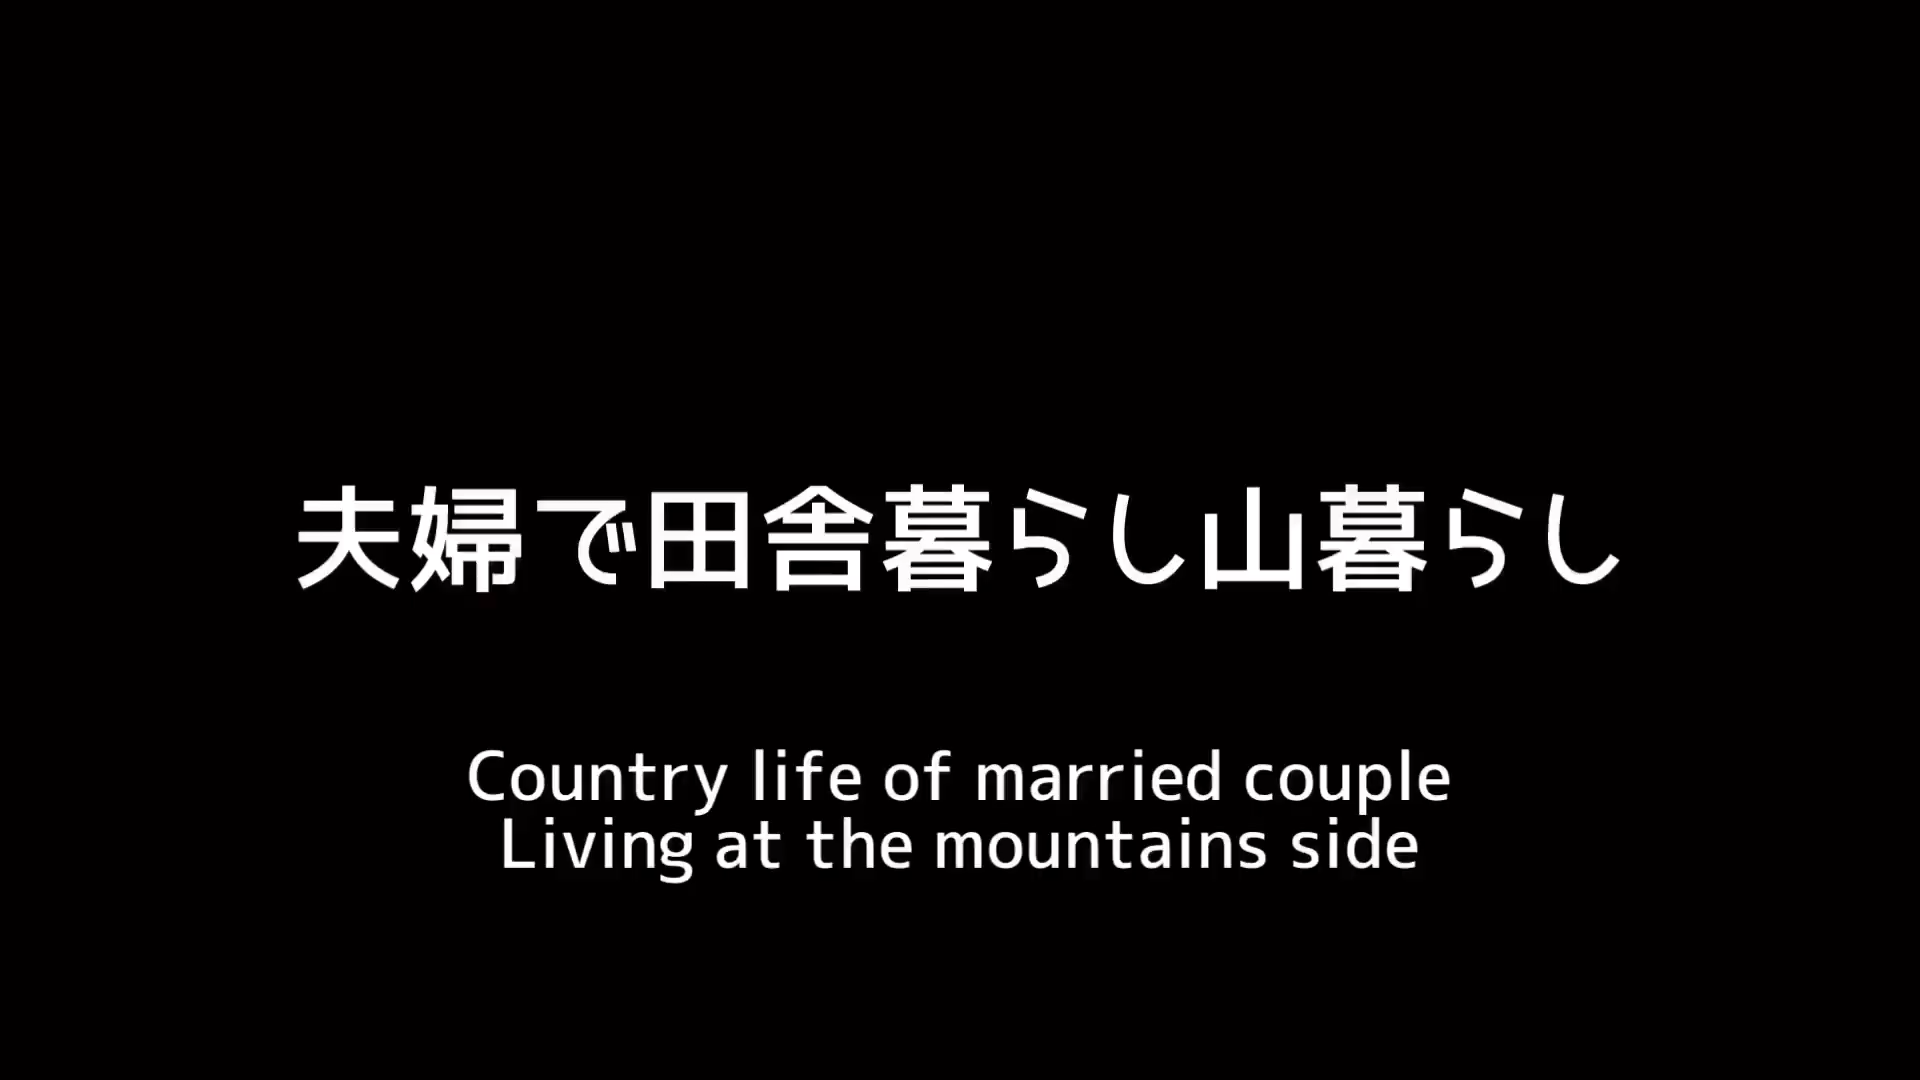 夫婦で田舎暮らし山暮らし
Country life of married couple
Living at the mountains side